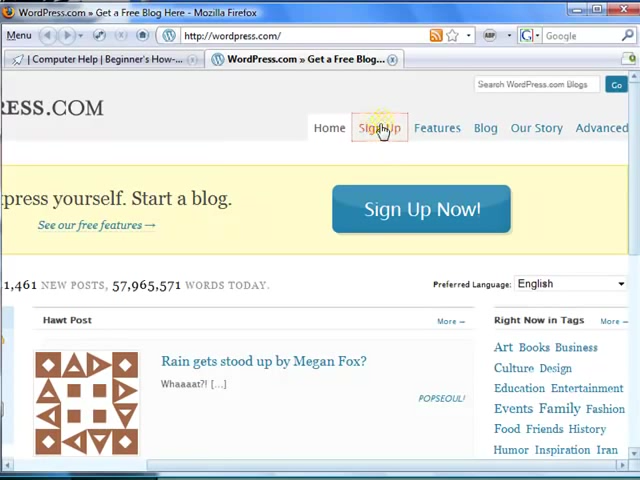 WordPress.com » Get a Free Blog Here - Mozilla Firefox
Menu http://wordpress.com/ ABP G Google
| Computer Help | Beginner's How-... WordPress.com » Get a Free Blog...
Search WordPress.com Blogs Go
RESS.COM
Home Sign Up Features Blog Our Story Advanced
press yourself. Start a blog.
See our free features →
Sign Up Now!
1,461 NEW POSTS, 57,965,571 WORDS TODAY.
Preferred Language: English
Hawt Post More →
Right Now in Tags More →
Rain gets stood up by Megan Fox?
Whaaaat?! [...]
POPSEOUL!
Art Books Business
Culture Design
Education Entertainment
Events Family Fashion
Food Friends History
Humor Inspiration Iran